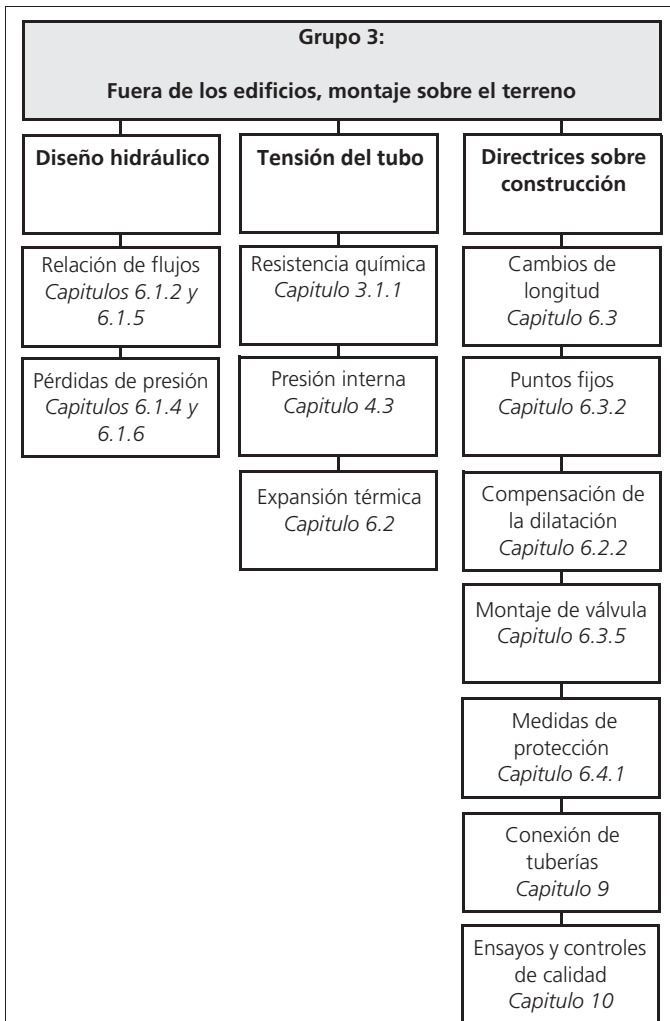 Grupo 3:
Fuera de los edificios, montaje sobre el terreno
Diseño hidráulico
Relación de flujos
Capitulos 6.1.2 y
6.1.5
Pérdidas de presión
Capitulos 6.1.4 y
6.1.6
Tensión del tubo
Resistencia química
Capitulo 3.1.1
Presión interna
Capitulo 4.3
Expansión térmica
Capitulo 6.2
Directrices sobre
construcción
Cambios de
longitud
Capitulo 6.3
Puntos fijos
Capitulo 6.3.2
Compensación de
la dilatación
Capitulo 6.2.2
Montaje de válvula
Capitulo 6.3.5
Medidas de
protección
Capitulo 6.4.1
Conexión de
tuberías
Capitulo 9
Ensayos y controles
de calidad
Capitulo 10